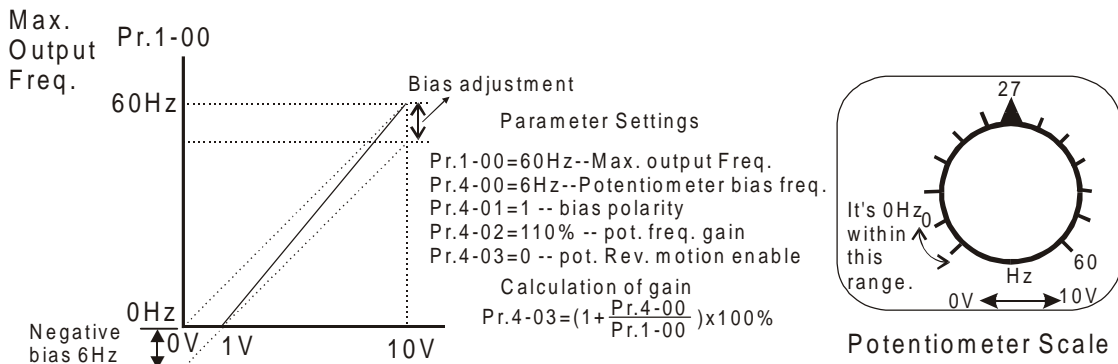 Max.
Output
Freq.
Pr.1-00
60Hz
0Hz
Negative
bias 6Hz
0V
1V
10V
Bias adjustment
Parameter Settings
Pr.1-00=60Hz--Max. output Freq.
Pr.4-00=6Hz--Potentiometer bias freq.
Pr.4-01=1 -- bias polarity
Pr.4-02=110% -- pot. freq. gain
Pr.4-03=0 -- pot. Rev. motion enable
Calculation of gain
Pr.4-03=(1+Pr.4-00/Pr.1-00)x100%
27
It's 0Hz
within
this
range.
0
60
Hz
0V
10V
Potentiometer Scale